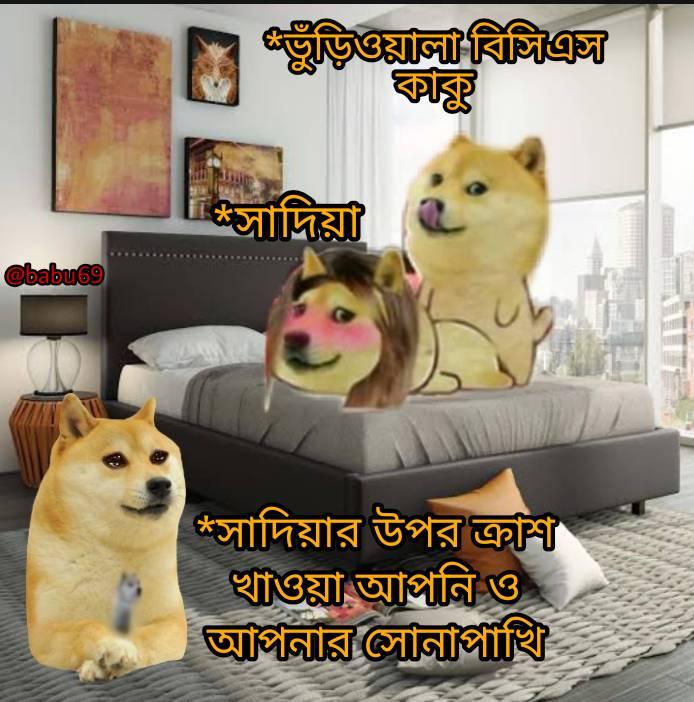 *ভুঁড়িওয়ালা বিসিএস
কাকু
*সাদিয়া
@babu69
*সাদিয়ার উপর ক্রাশ
খাওয়া আপনি ও
আপনার সোনাপাখি